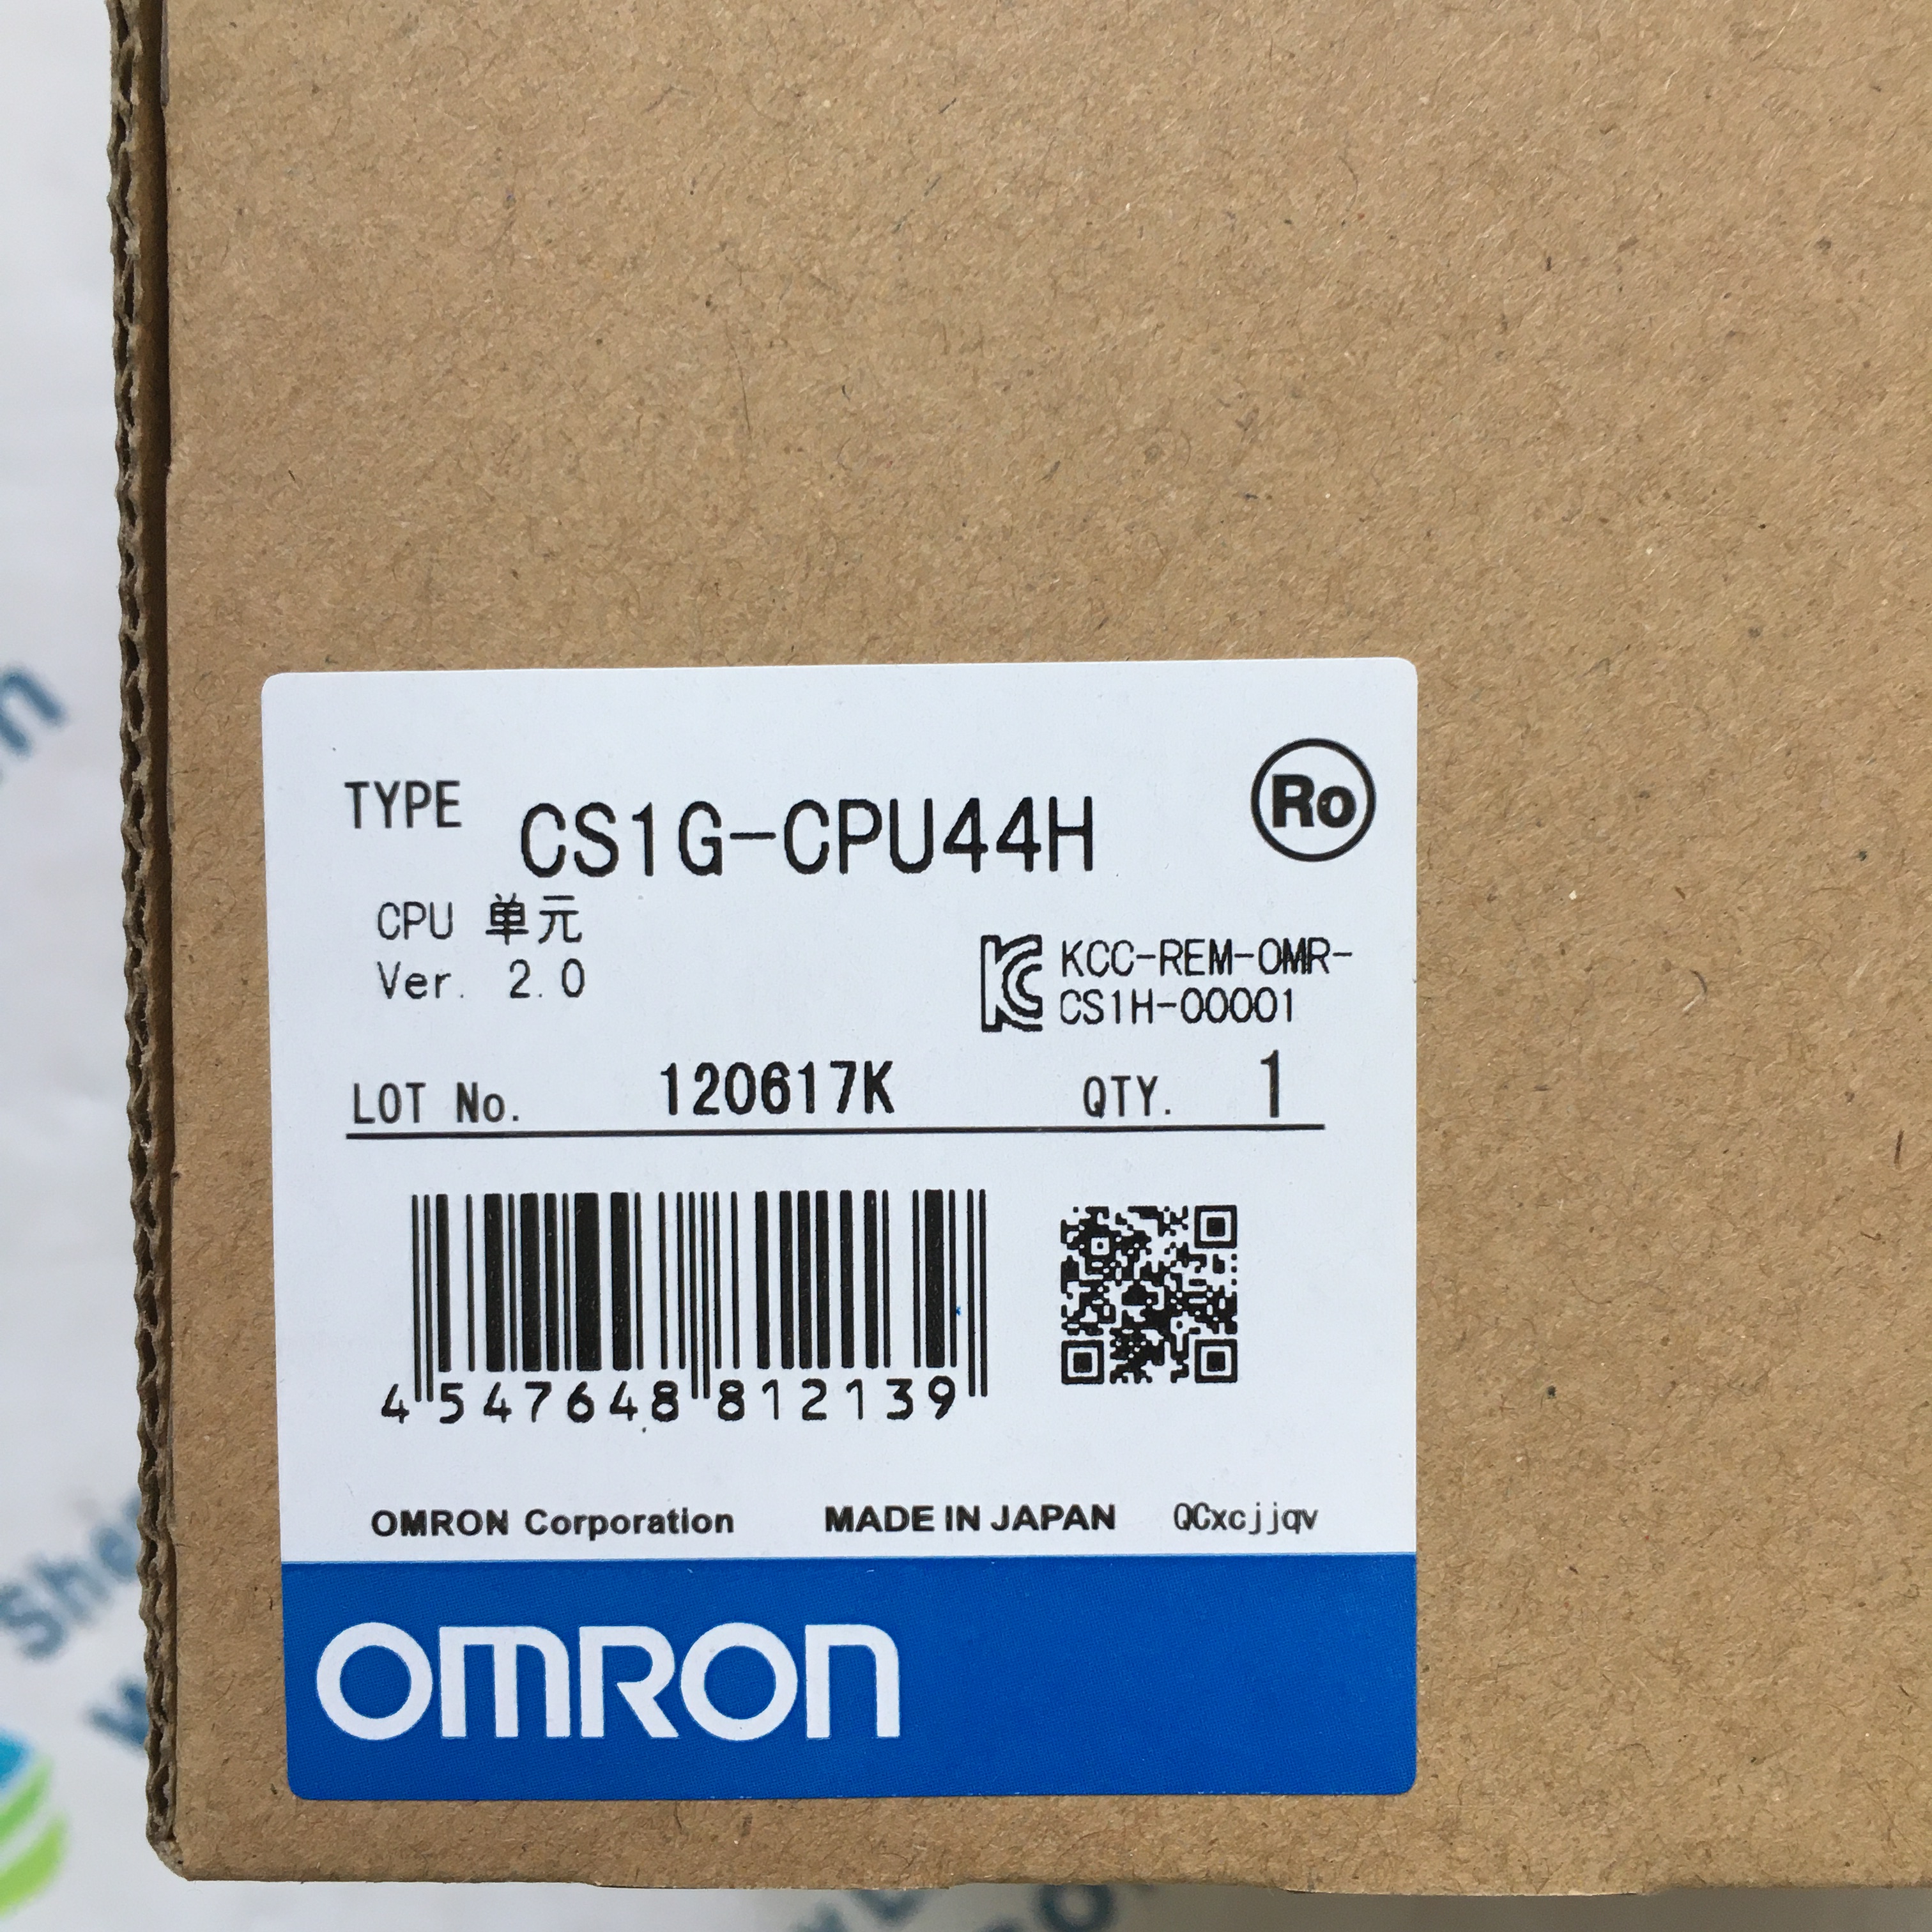 TYPE CS1G-CPU44H Ro
CPU 单元
Ver. 2.0
KC KCC-REM-OMR-
CS1H-00001
LOT No. 120617K QTY. 1
4 547648 812139
OMRON Corporation MADE IN JAPAN QCxcjjqv
OMRON